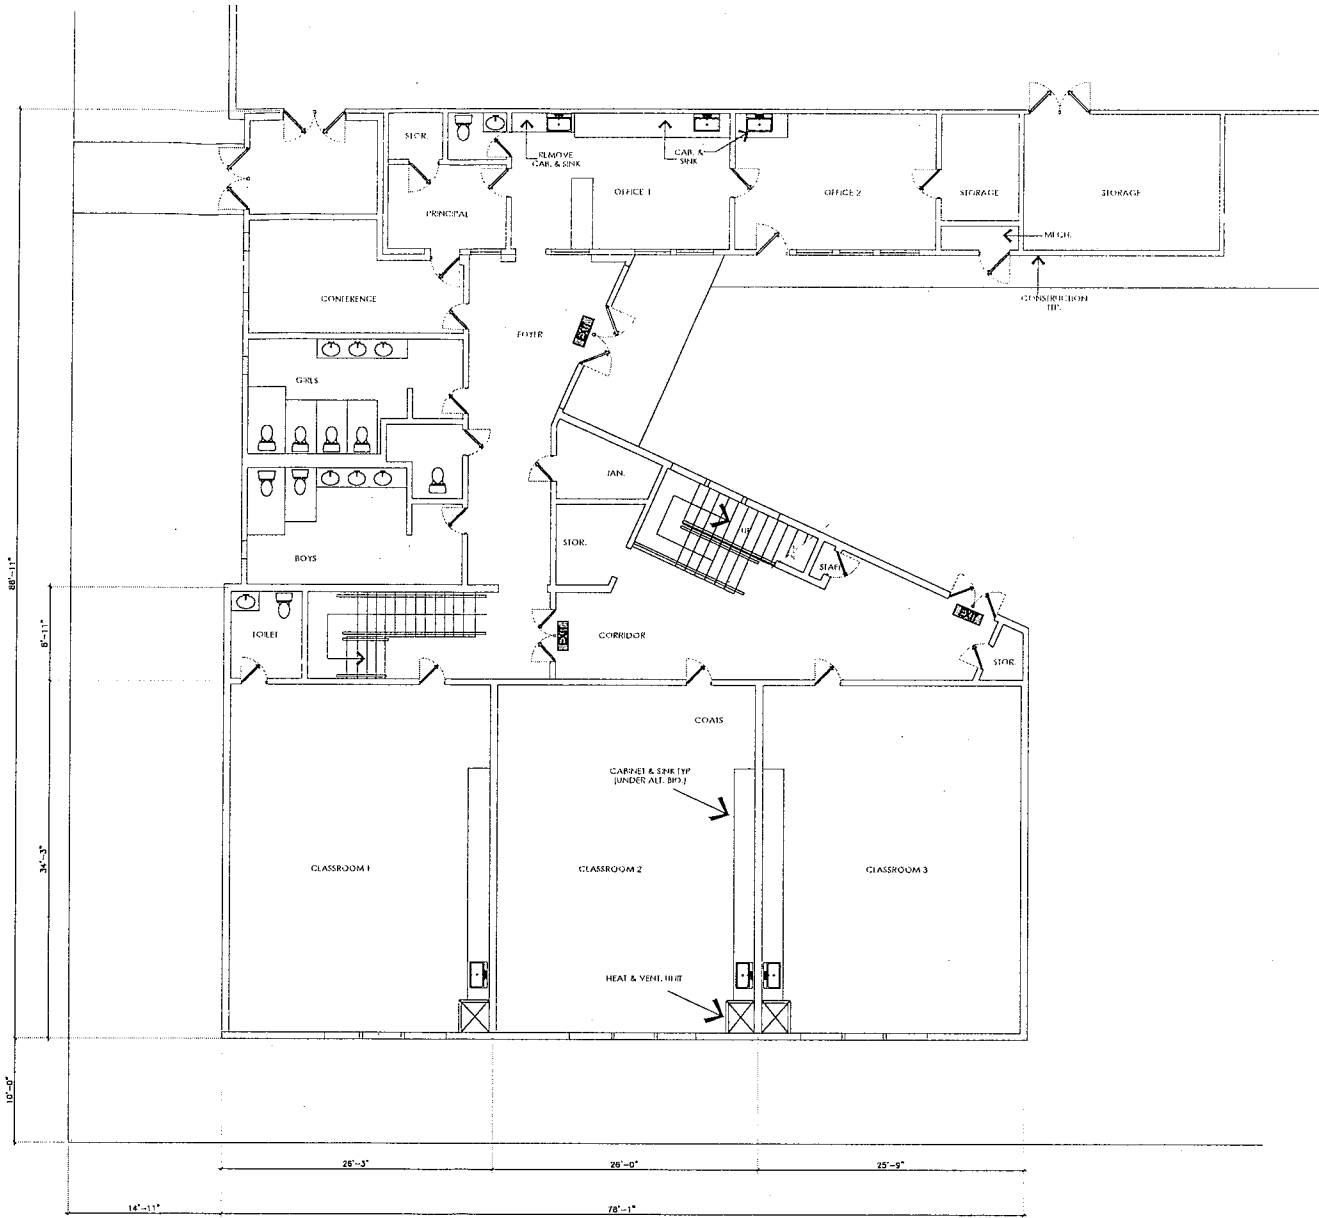 STOR.
REMOVE
CAB. & SINK
CAB. &
SINK
OFFICE 1
OFFICE 2
STORAGE
STORAGE
PRINCIPAL
MECH.
CONFERENCE
CONSTRUCTION
TYP.
FOYER
EXIT
GIRLS
JAN.
UP
STOR.
BOYS
STAFF
EXIT
TOILET
EXIT
CORRIDOR
STOR.
COATS
CABINET & SINK TYP
(UNDER ALT. BID.)
CLASSROOM 1
CLASSROOM 2
CLASSROOM 3
HEAT & VENT. UNIT
88'-11"
8'-11"
34'-3"
10'-0"
26'-3"
26'-0"
25'-9"
14'-11"
78'-1"